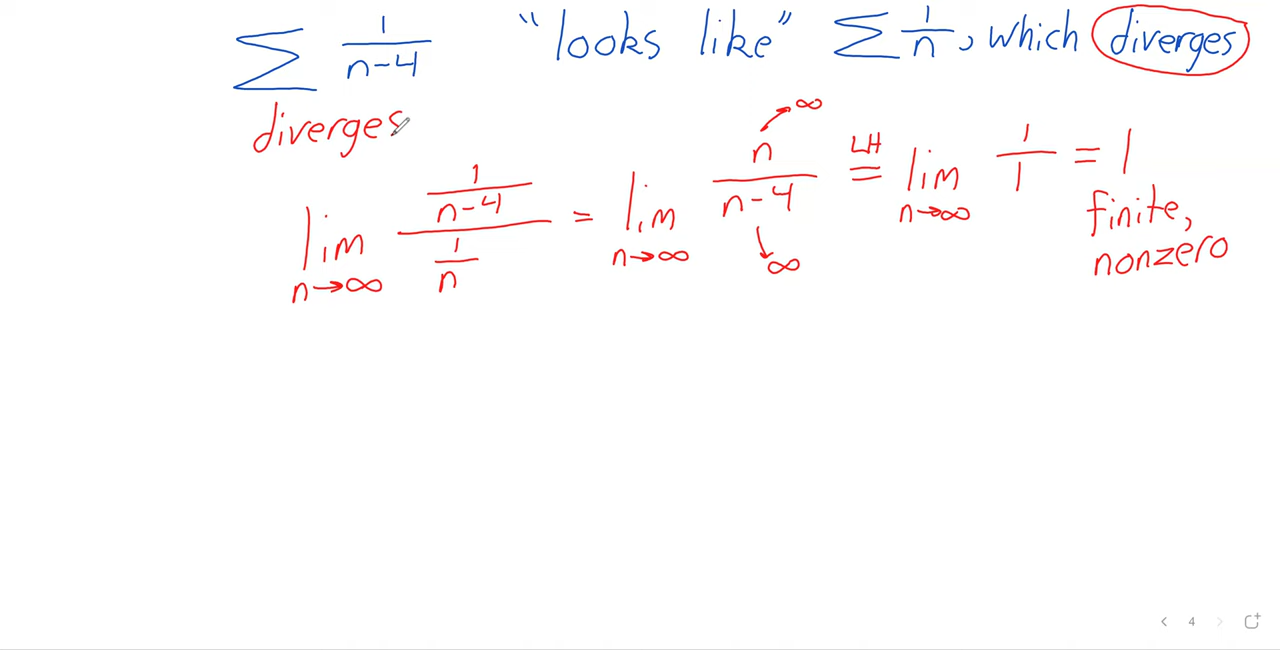 ∑ 1/(n-4) "looks like" ∑ 1/n, which diverges
diverges
lim n→∞ (1/(n-4))/(1/n) = lim n→∞ n/(n-4) LH= lim n→∞ 1/1 = 1
∞
∞
finite,
nonzero
4